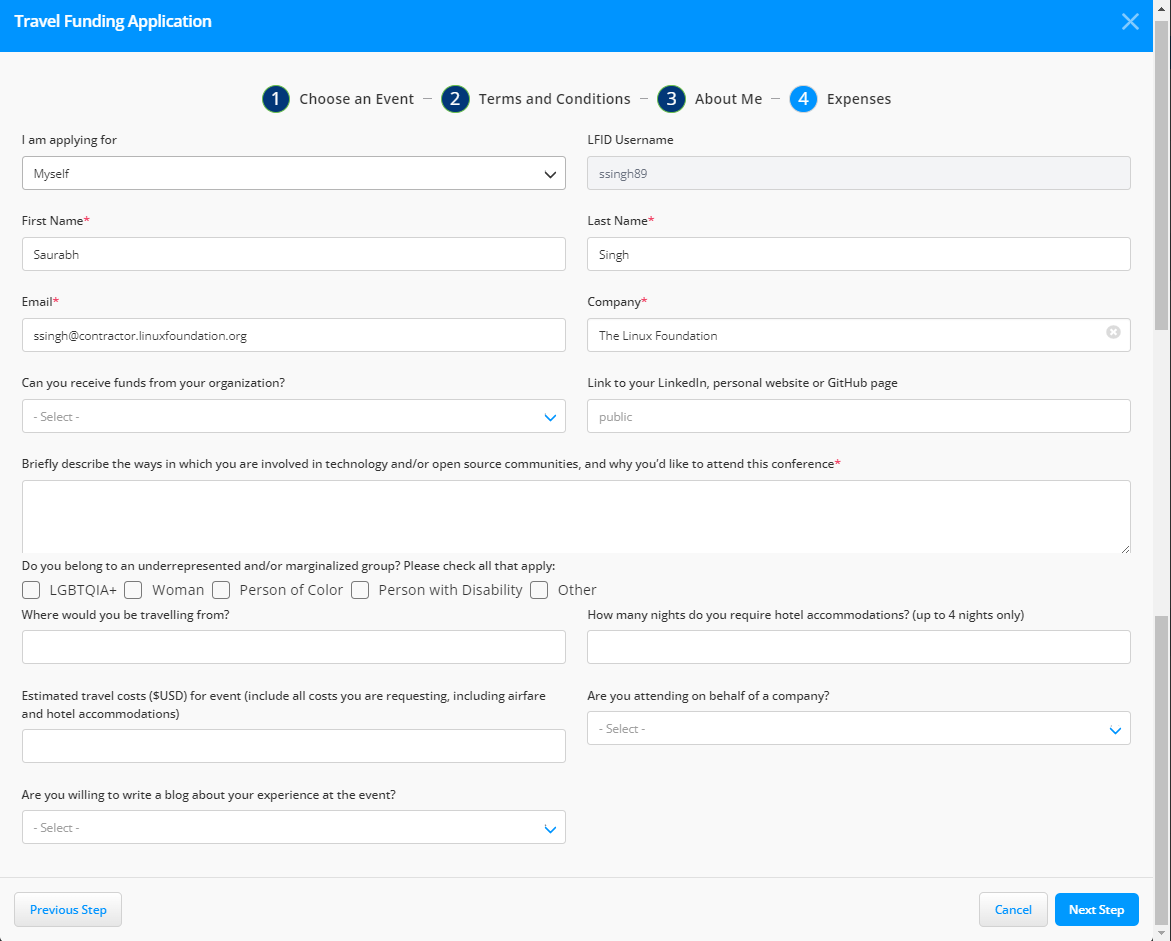 Travel Funding Application
1 Choose an Event – 2 Terms and Conditions – 3 About Me – 4 Expenses
I am applying for
LFID Username
Myself
ssingh89
First Name*
Last Name*
Saurabh
Singh
Email*
Company*
ssingh@contractor.linuxfoundation.org
The Linux Foundation
Can you receive funds from your organization?
Link to your LinkedIn, personal website or GitHub page
- Select -
public
Briefly describe the ways in which you are involved in technology and/or open source communities, and why you'd like to attend this conference*
Do you belong to an underrepresented and/or marginalized group? Please check all that apply:
LGBTQIA+ Woman Person of Color Person with Disability Other
Where would you be travelling from?
How many nights do you require hotel accommodations? (up to 4 nights only)
Estimated travel costs ($USD) for event (include all costs you are requesting, including airfare
and hotel accommodations)
Are you attending on behalf of a company?
- Select -
Are you willing to write a blog about your experience at the event?
- Select -
Previous Step
Cancel
Next Step